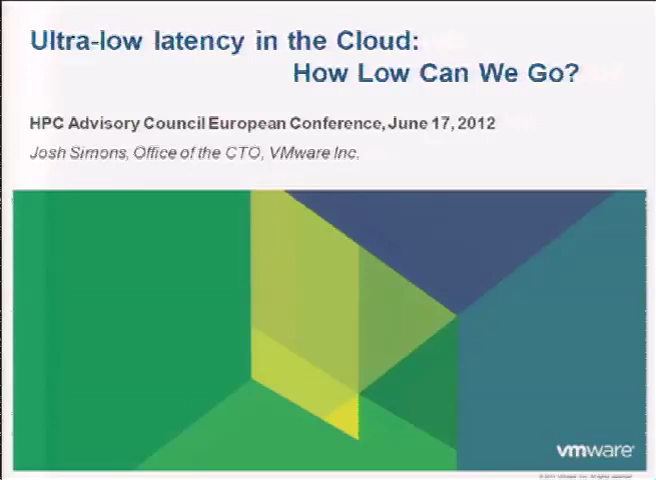 Ultra-low latency in the Cloud:
How Low Can We Go?
HPC Advisory Council European Conference, June 17, 2012
Josh Simons, Office of the CTO, VMware Inc.
vmware